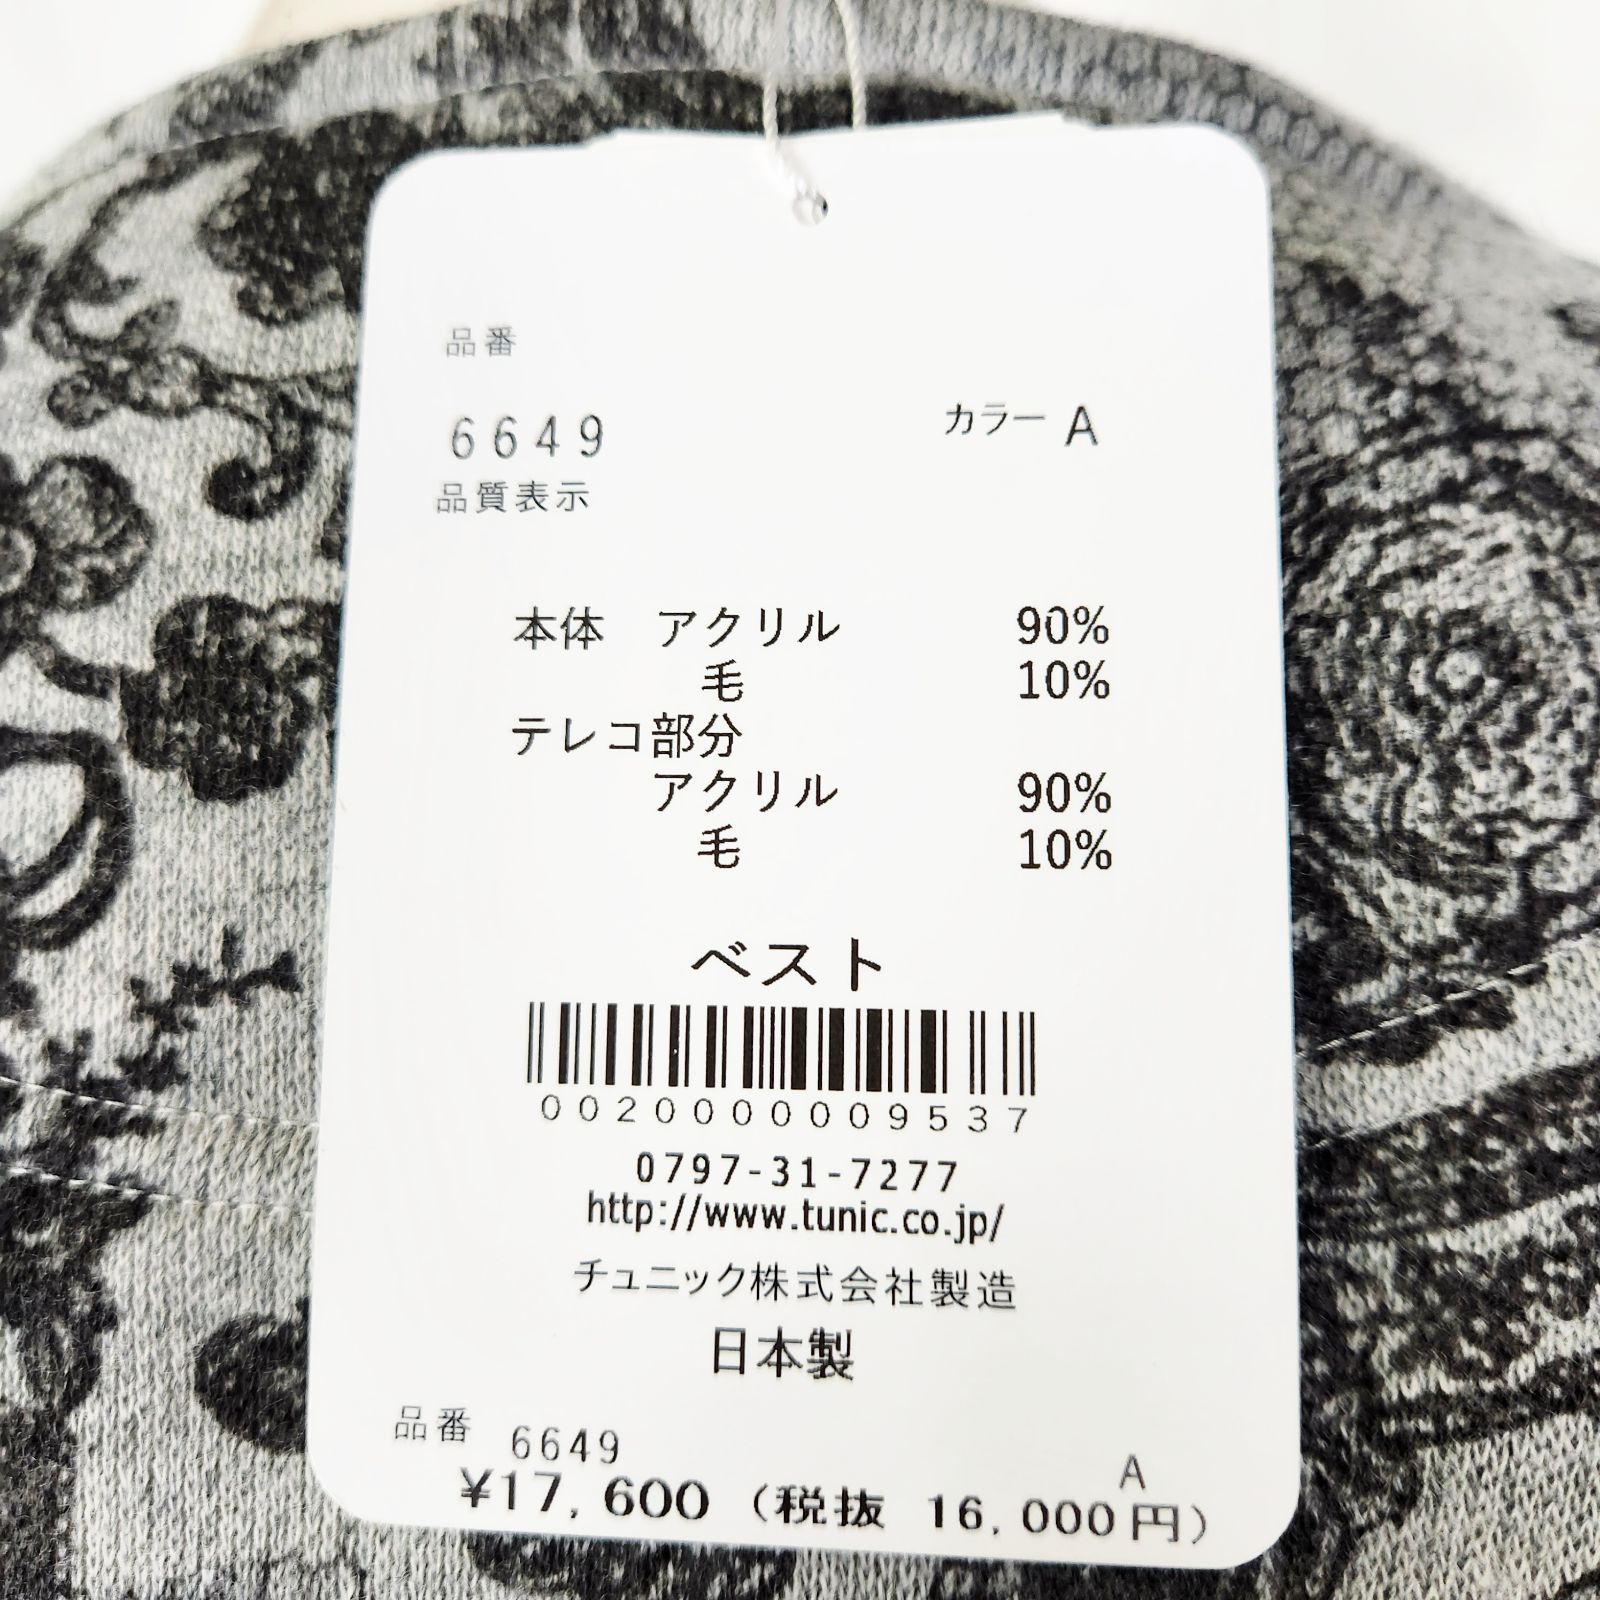 品番
6649 カラー A
品質表示
本体 アクリル 90%
毛 10%
テレコ部分
アクリル 90%
毛 10%
ベスト
0020000009537
0797-31-7277
http://www.tunic.co.jp/
チュニック株式会社製造
日本製
品番 6649 A
¥17,600 (税抜 16,000円)